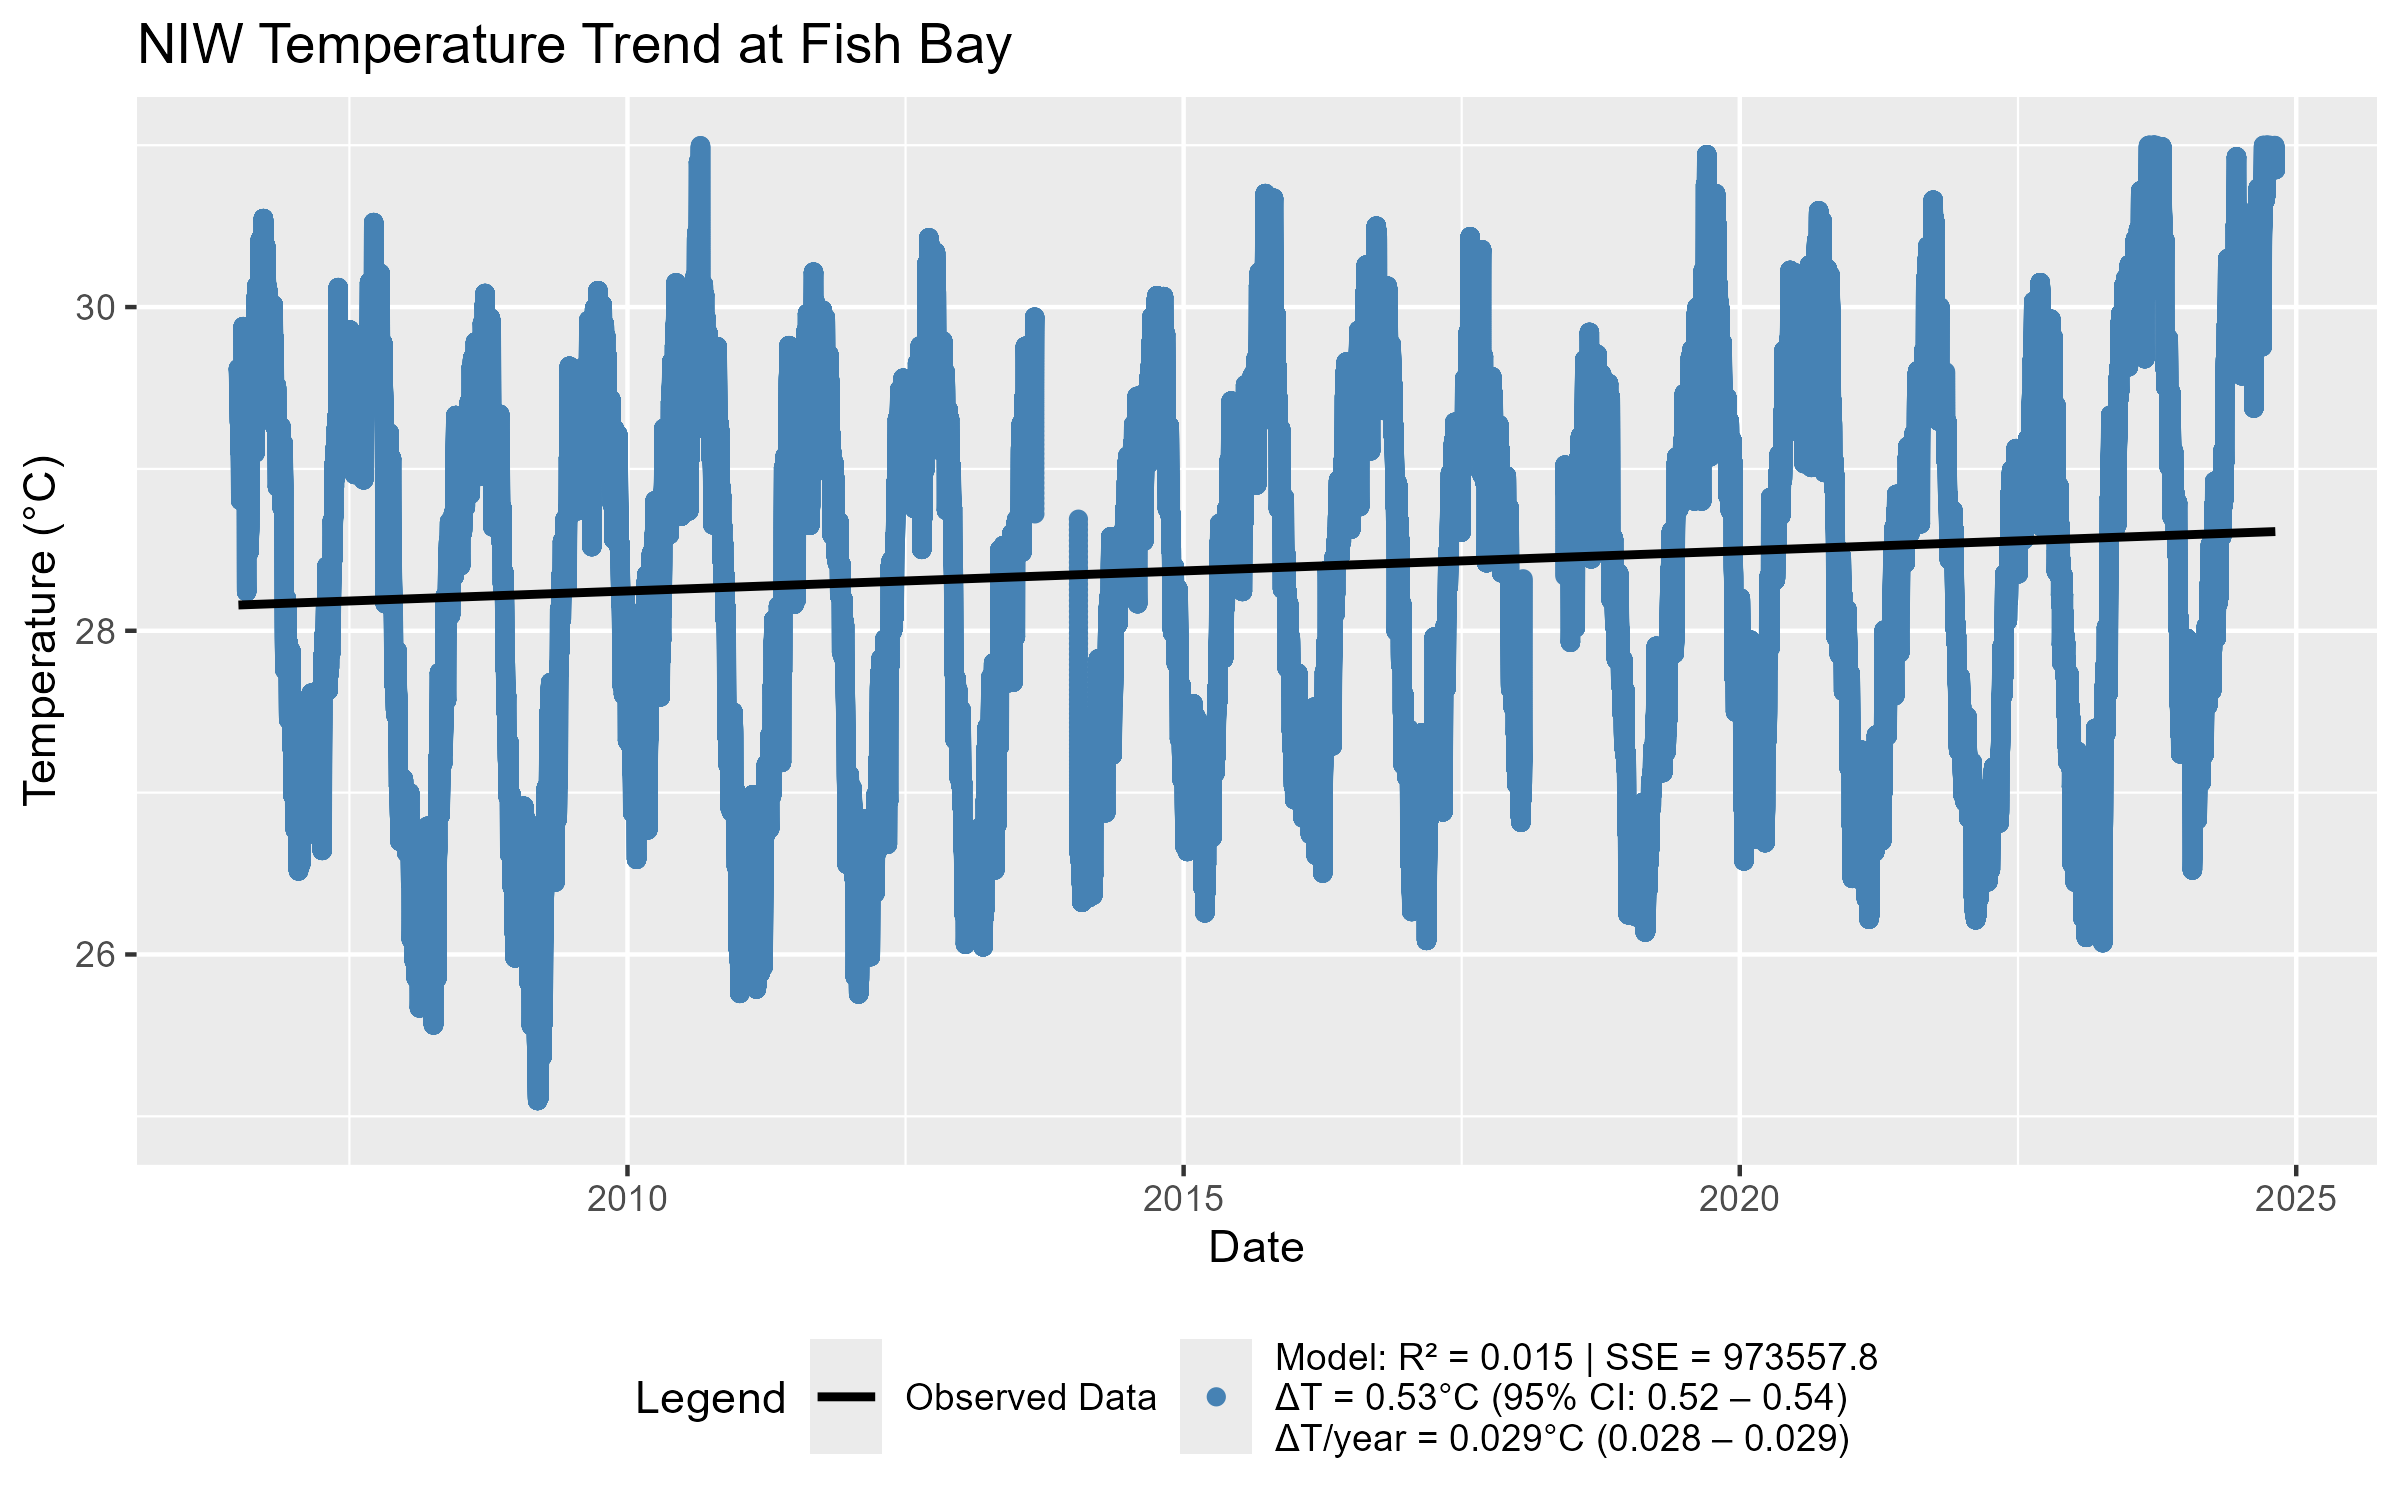 NIW Temperature Trend at Fish Bay
Temperature (°C)
30
28
26
2010
2015
2020
2025
Date
Legend
Observed Data
Model: R² = 0.015 | SSE = 973557.8
ΔT = 0.53°C (95% CI: 0.52 – 0.54)
ΔT/year = 0.029°C (0.028 – 0.029)